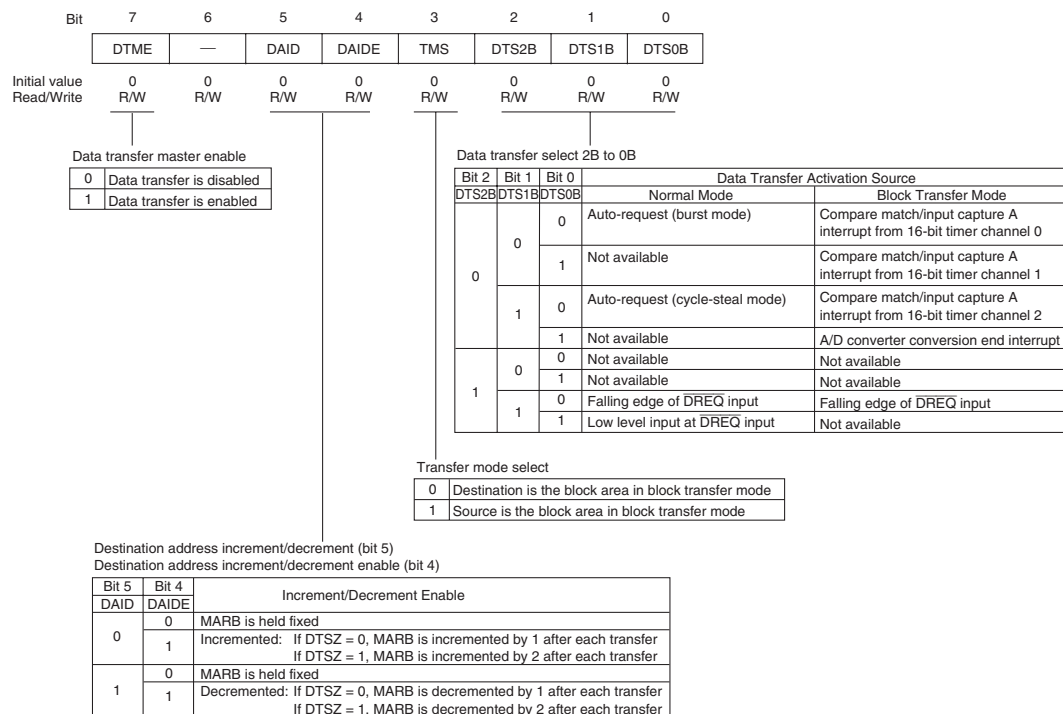 Bit 7 6 5 4 3 2 1 0
DTME — DAID DAIDE TMS DTS2B DTS1B DTS0B
Initial value 0 0 0 0 0 0 0 0
Read/Write R/W R/W R/W R/W R/W R/W R/W R/W
Data transfer master enable
0 Data transfer is disabled
1 Data transfer is enabled
Data transfer select 2B to 0B
Bit 2 Bit 1 Bit 0 Data Transfer Activation Source
DTS2B DTS1B DTS0B Normal Mode Block Transfer Mode
0 0 0 Auto-request (burst mode) Compare match/input capture A
interrupt from 16-bit timer channel 0
1 Not available Compare match/input capture A
interrupt from 16-bit timer channel 1
1 0 Auto-request (cycle-steal mode) Compare match/input capture A
interrupt from 16-bit timer channel 2
1 Not available A/D converter conversion end interrupt
1 0 0 Not available Not available
1 Not available Not available
1 0 Falling edge of DREQ input Falling edge of DREQ input
1 Low level input at DREQ input Not available
Transfer mode select
0 Destination is the block area in block transfer mode
1 Source is the block area in block transfer mode
Destination address increment/decrement (bit 5)
Destination address increment/decrement enable (bit 4)
Bit 5 Bit 4 Increment/Decrement Enable
DAID DAIDE
0 0 MARB is held fixed
1 Incremented: If DTSZ = 0, MARB is incremented by 1 after each transfer
If DTSZ = 1, MARB is incremented by 2 after each transfer
1 0 MARB is held fixed
1 Decremented: If DTSZ = 0, MARB is decremented by 1 after each transfer
If DTSZ = 1, MARB is decremented by 2 after each transfer